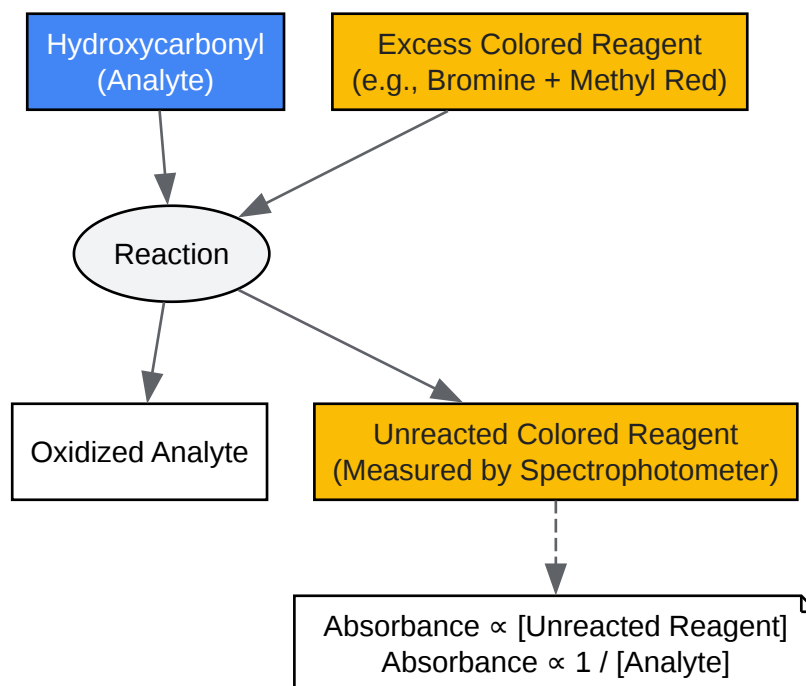 Hydroxycarbonyl
(Analyte)
Excess Colored Reagent
(e.g., Bromine + Methyl Red)
Reaction
Oxidized Analyte
Unreacted Colored Reagent
(Measured by Spectrophotometer)
Absorbance ∝ [Unreacted Reagent]
Absorbance ∝ 1 / [Analyte]